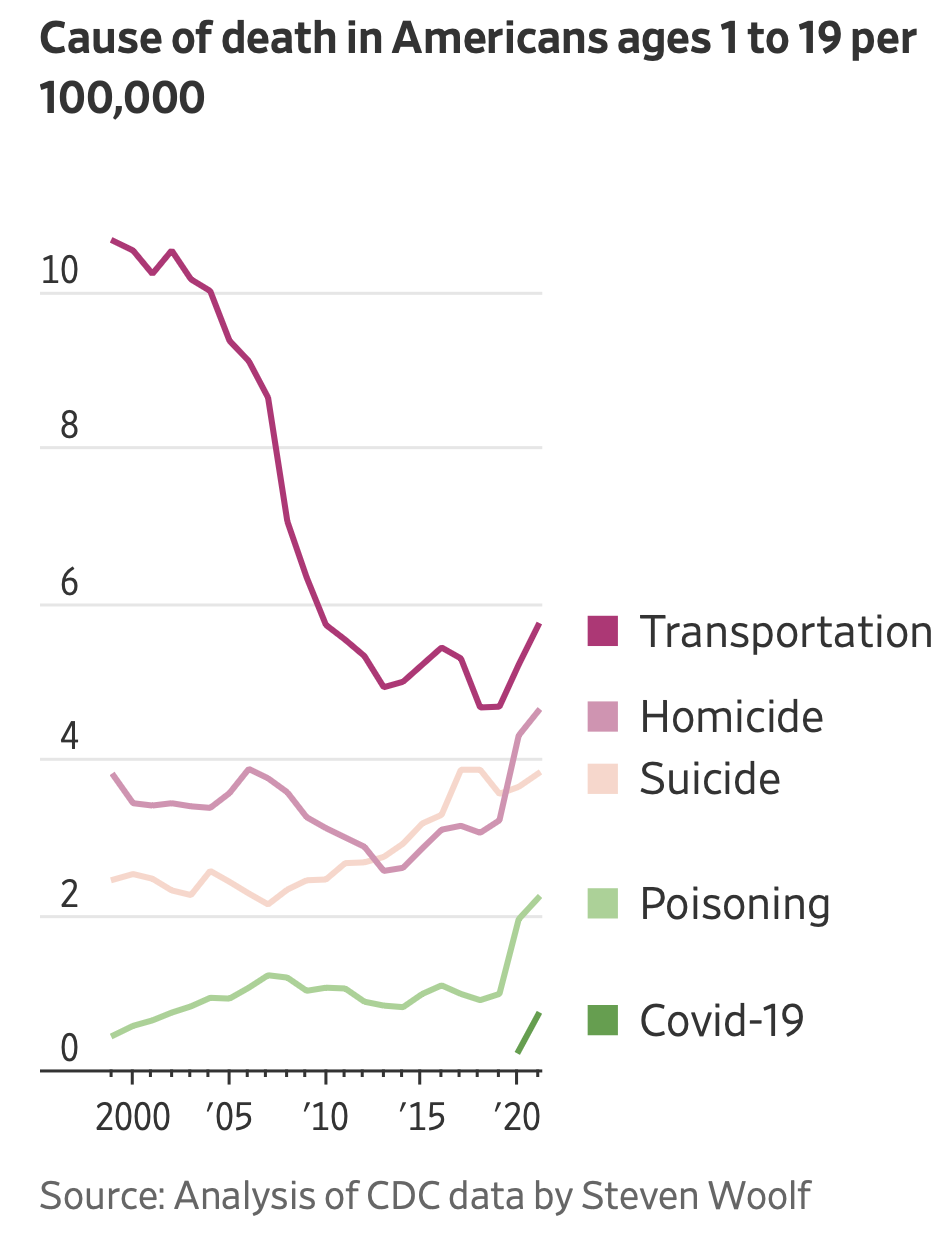 Cause of death in Americans ages 1 to 19 per
100,000
10
8
6
Transportation
Homicide
4
Suicide
2
Poisoning
Covid-19
0
2000 ’05 ’10 ’15 ’20
Source: Analysis of CDC data by Steven Woolf